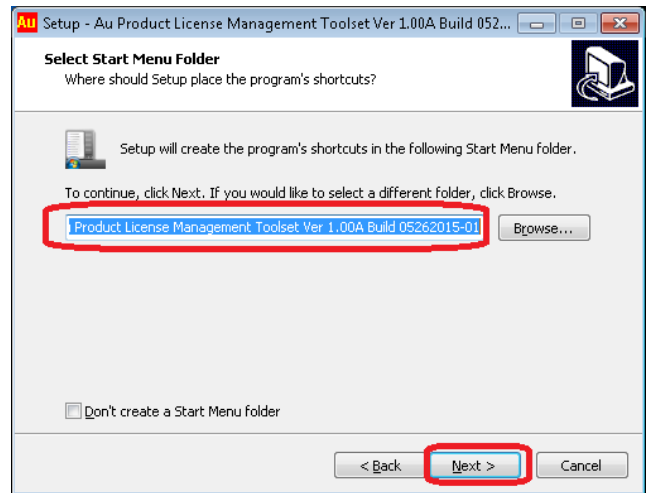 Au Setup - Au Product License Management Toolset Ver 1.00A Build 052...
Select Start Menu Folder
Where should Setup place the program's shortcuts?
Setup will create the program's shortcuts in the following Start Menu folder.
To continue, click Next. If you would like to select a different folder, click Browse.
Product License Management Toolset Ver 1.00A Build 05262015-01
Browse...
Don't create a Start Menu folder
< Back
Next >
Cancel